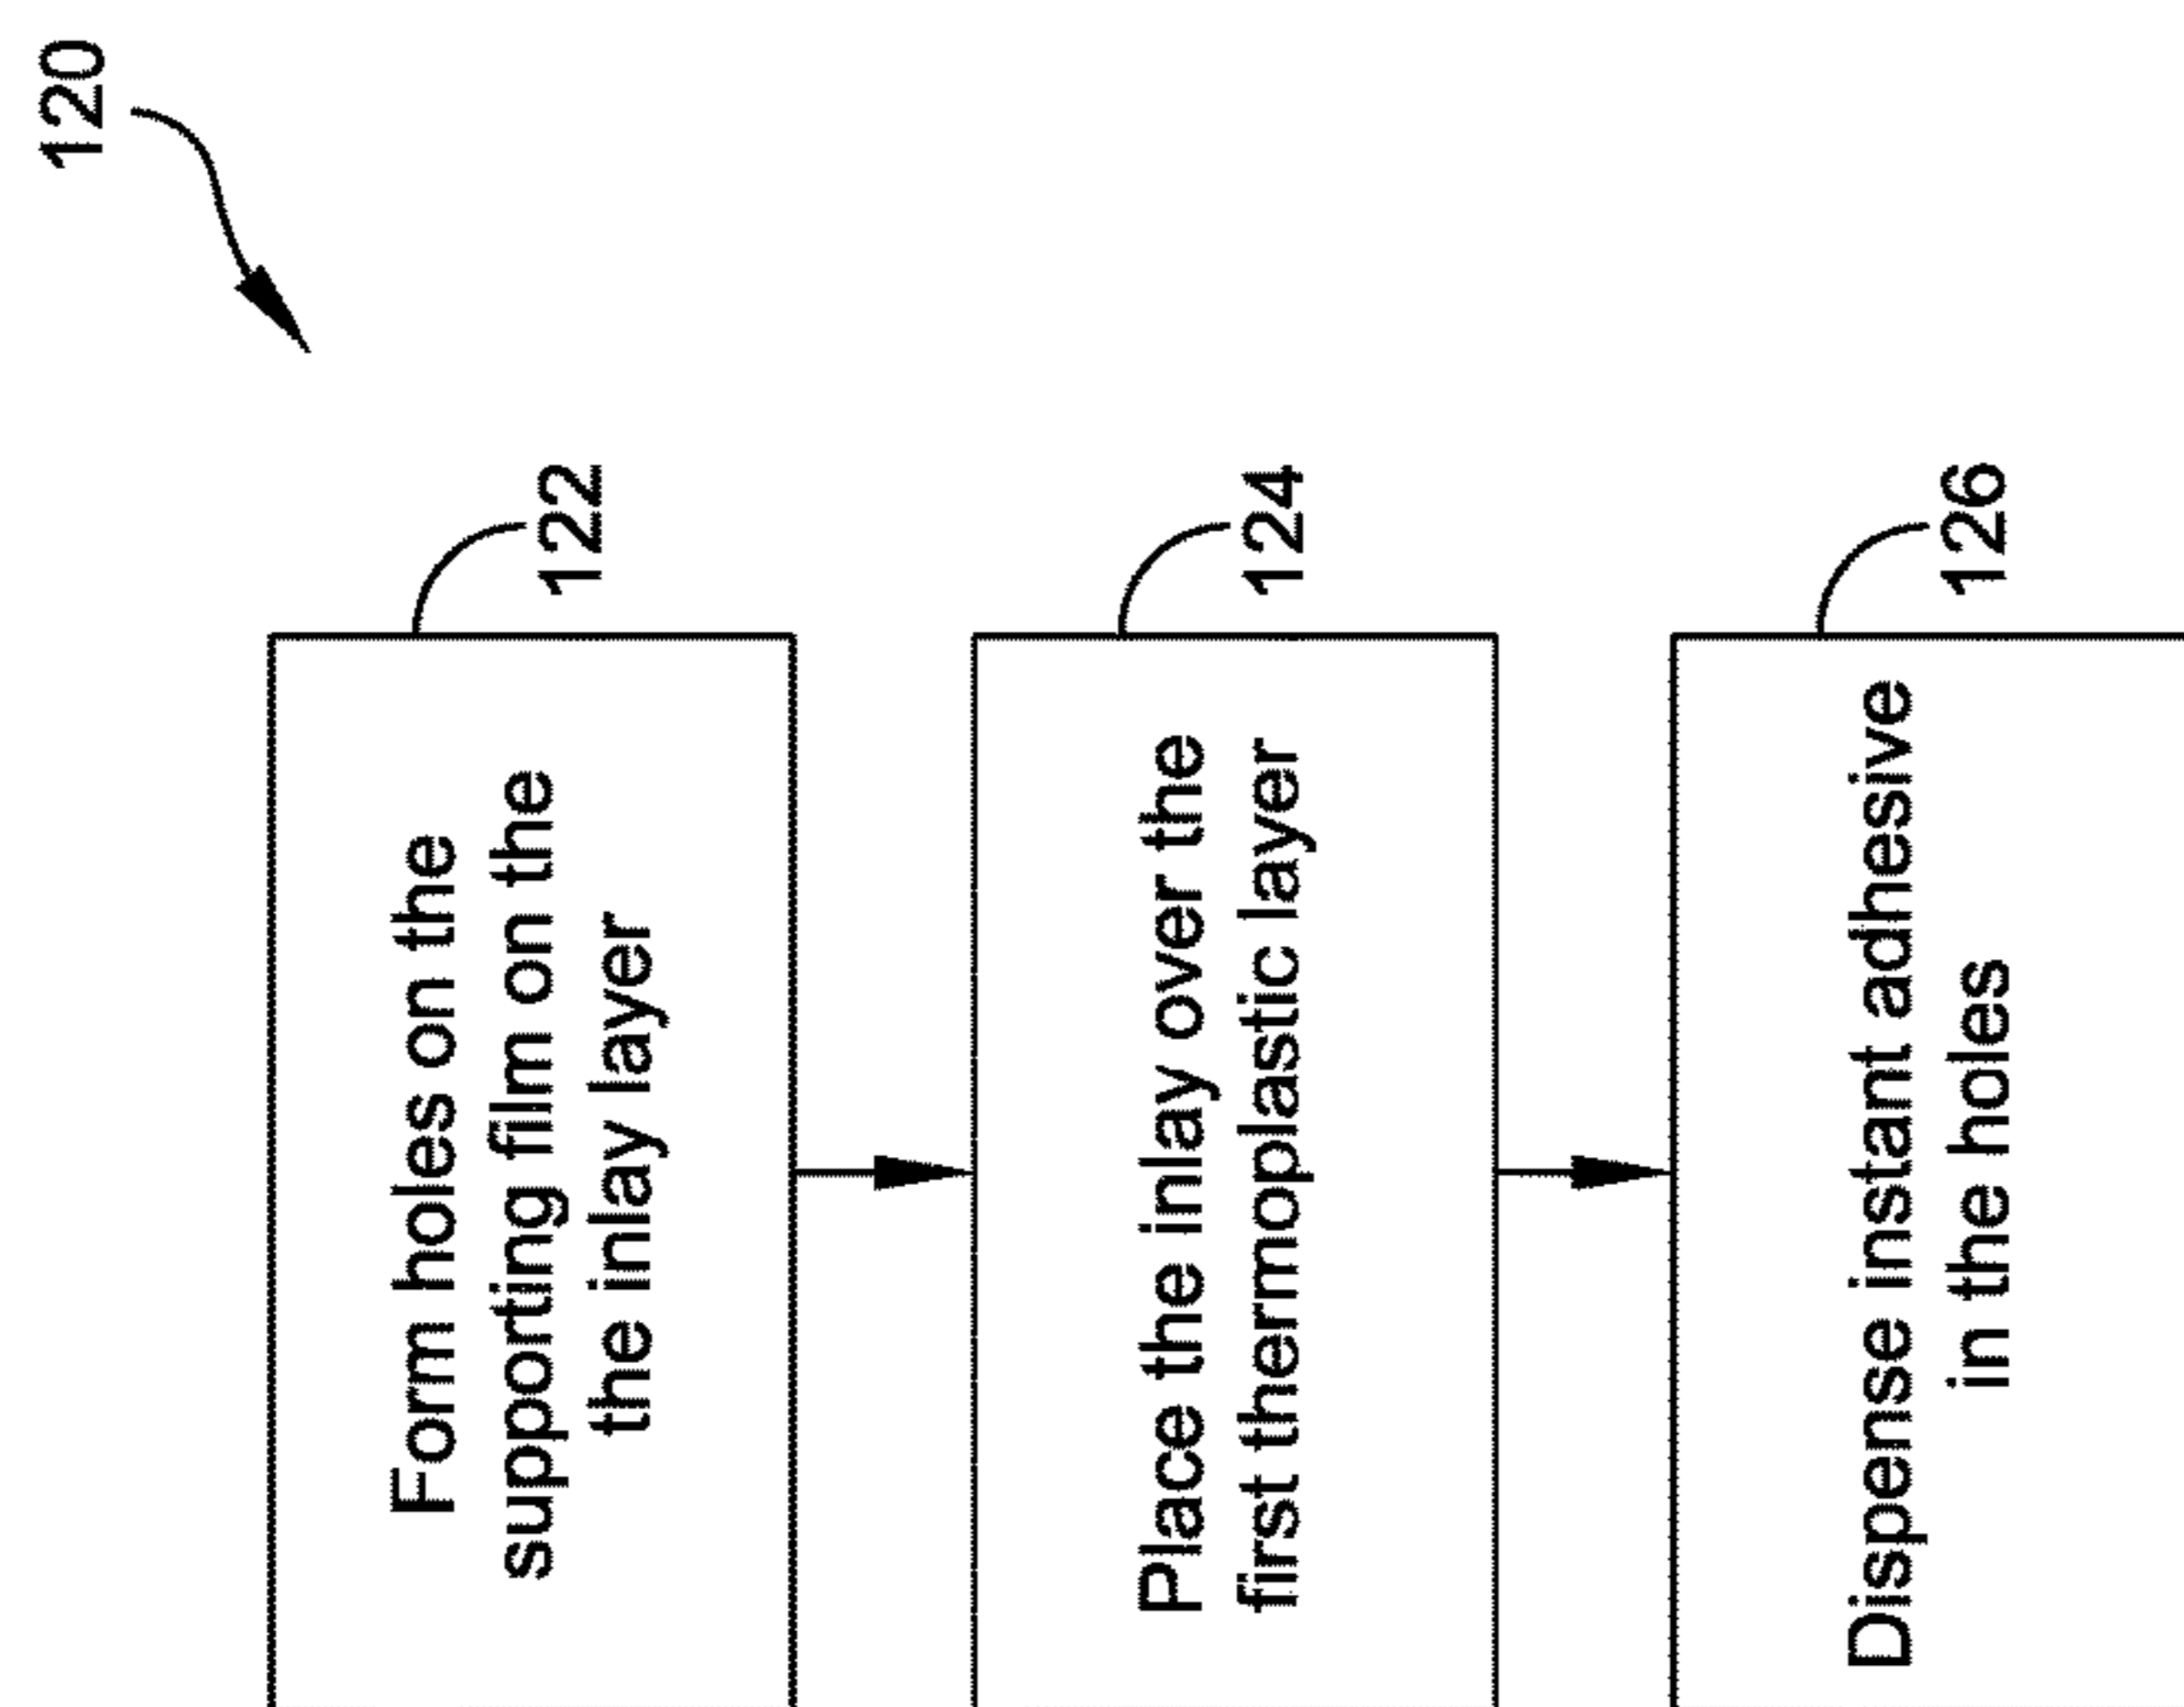 120
Form holes on the
supporting film on the
the inlay layer
122
Place the inlay over the
first thermoplastic layer
124
Dispense instant adhesive
in the holes
126